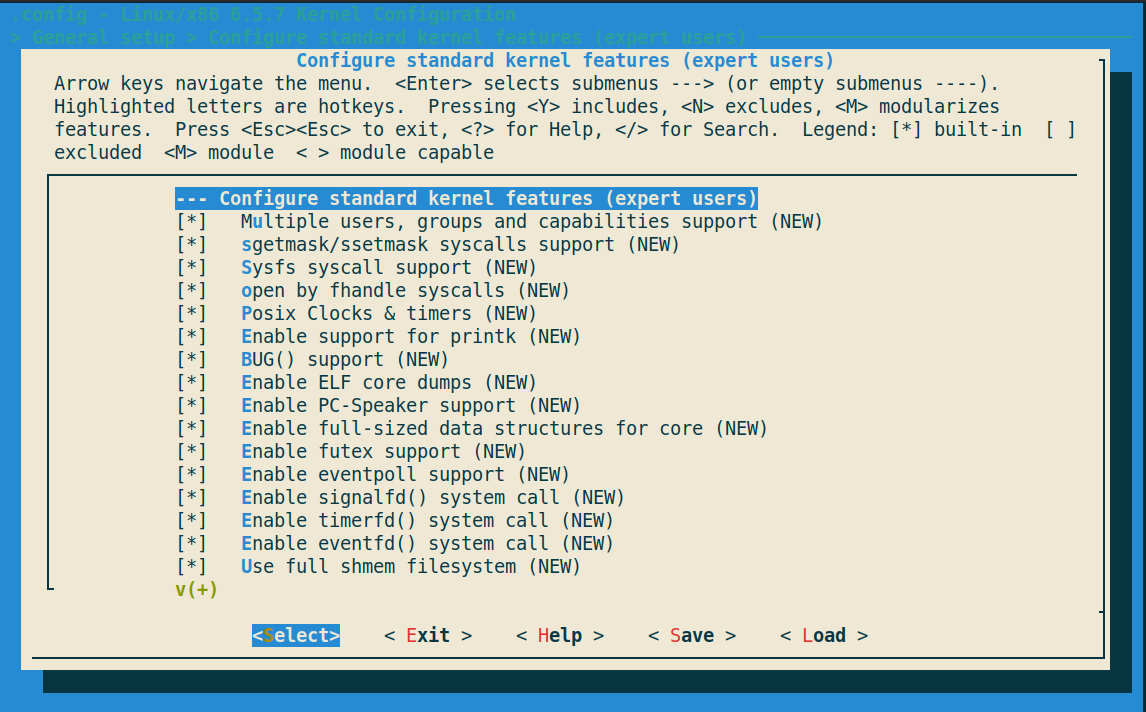 .config - Linux/x86 6.5.7 Kernel Configuration
> General setup > Configure standard kernel features (expert users)
Configure standard kernel features (expert users)
Arrow keys navigate the menu.  <Enter> selects submenus ---> (or empty submenus ----).
Highlighted letters are hotkeys.  Pressing <Y> includes, <N> excludes, <M> modularizes
features.  Press <Esc><Esc> to exit, <?> for Help, </> for Search.  Legend: [*] built-in  [ ]
excluded  <M> module  < > module capable
--- Configure standard kernel features (expert users)
[*]   Multiple users, groups and capabilities support (NEW)
[*]   sgetmask/ssetmask syscalls support (NEW)
[*]   Sysfs syscall support (NEW)
[*]   open by fhandle syscalls (NEW)
[*]   Posix Clocks & timers (NEW)
[*]   Enable support for printk (NEW)
[*]   BUG() support (NEW)
[*]   Enable ELF core dumps (NEW)
[*]   Enable PC-Speaker support (NEW)
[*]   Enable full-sized data structures for core (NEW)
[*]   Enable futex support (NEW)
[*]   Enable eventpoll support (NEW)
[*]   Enable signalfd() system call (NEW)
[*]   Enable timerfd() system call (NEW)
[*]   Enable eventfd() system call (NEW)
[*]   Use full shmem filesystem (NEW)
v(+)
<Select>    < Exit >    < Help >    < Save >    < Load >